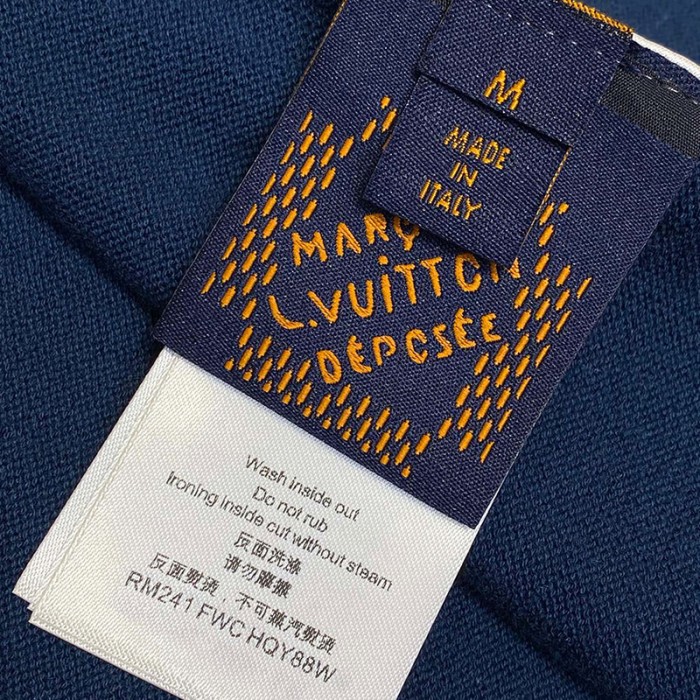 M
MADE
IN
ITALY
MARQ
L.VUITTON
DÉPOSÉE
Wash inside out
Do not rub
Ironing inside out without steam
反面洗涤
请勿摩擦
反面熨烫，不可蒸汽熨烫
RM241 FWC HQY88W